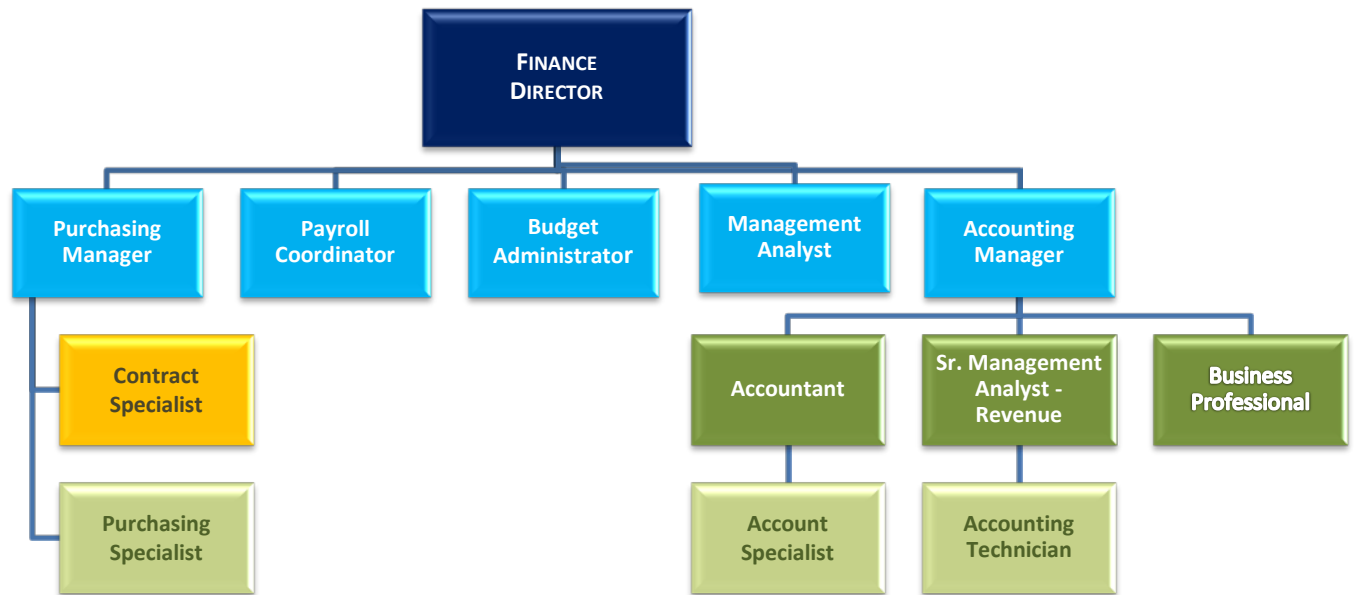 FINANCE
DIRECTOR
Purchasing
Manager
Payroll
Coordinator
Budget
Administrator
Management
Analyst
Accounting
Manager
Contract
Specialist
Accountant
Sr. Management
Analyst -
Revenue
Business
Professional
Purchasing
Specialist
Account
Specialist
Accounting
Technician